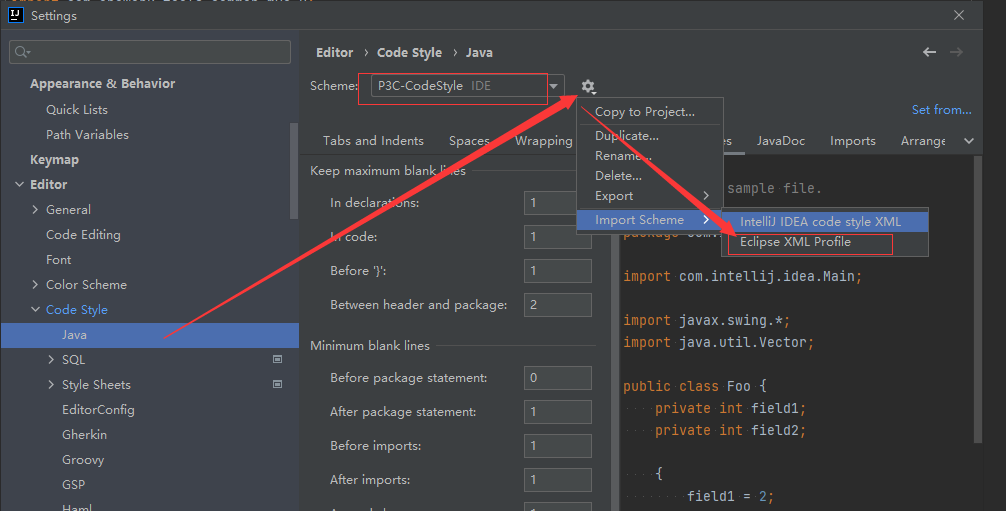 Settings
Appearance & Behavior
Quick Lists
Path Variables
Keymap
Editor
General
Code Editing
Font
Color Scheme
Code Style
Java
SQL
Style Sheets
EditorConfig
Gherkin
Groovy
GSP
Haml
Editor › Code Style › Java
Scheme: P3C-CodeStyle IDE
Set from...
Tabs and Indents Spaces Wrapping JavaDoc Imports Arrange
Copy to Project...
Duplicate...
Rename...
Delete...
Export
Import Scheme
IntelliJ IDEA code style XML
Eclipse XML Profile
Keep maximum blank lines
In declarations: 1
In code: 1
Before '}': 1
Between header and package: 2
Minimum blank lines
Before package statement: 0
After package statement: 1
Before imports: 1
After imports: 1
sample file.
package
import com.intellij.idea.Main;
import javax.swing.*;
import java.util.Vector;
public class Foo {
private int field1;
private int field2;
{
field1 = 2;